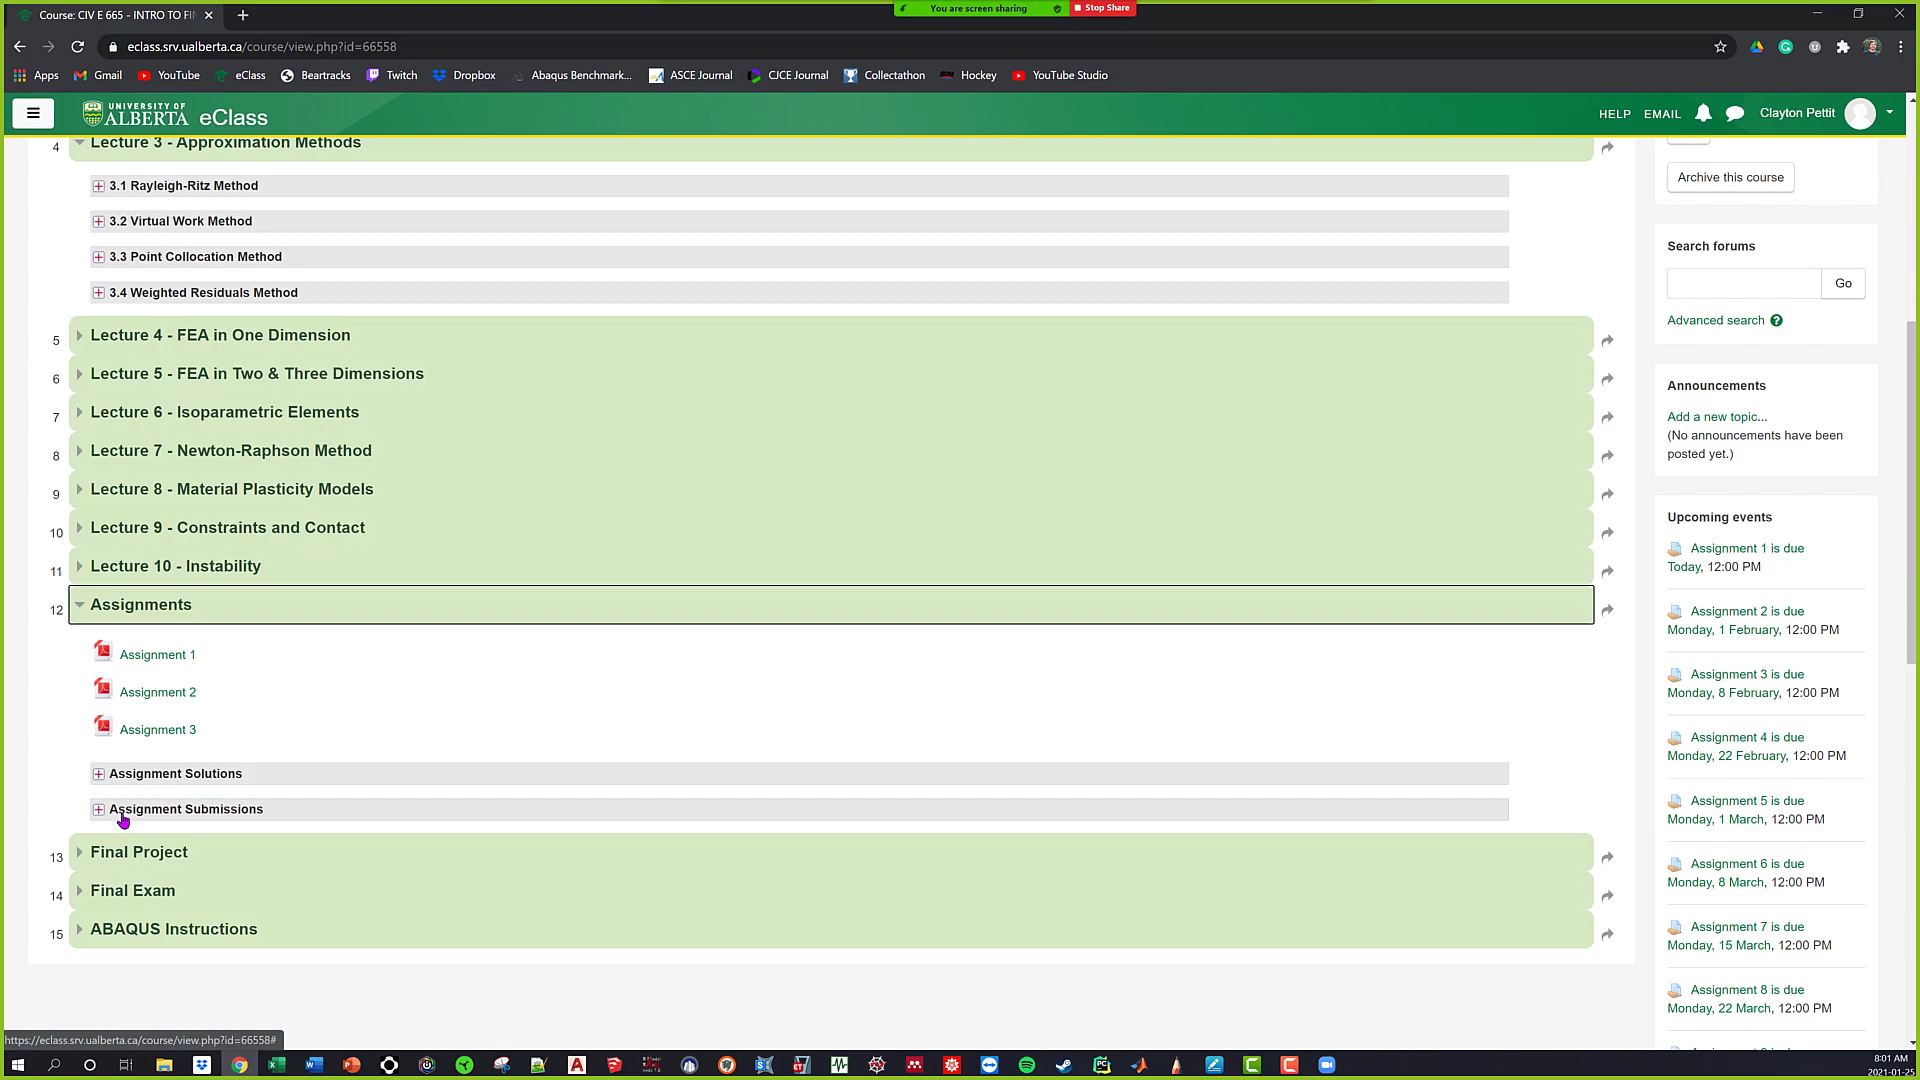 Course: CIV E 665 - INTRO TO FI
You are screen sharing
Stop Share
eclass.srv.ualberta.ca/course/view.php?id=66558
Apps
Gmail
YouTube
eClass
Beartracks
Twitch
Dropbox
Abaqus Benchmark...
ASCE Journal
CJCE Journal
Collectathon
Hockey
YouTube Studio
UNIVERSITY OF
ALBERTA
eClass
HELP
EMAIL
Clayton Pettit
4
Lecture 3 - Approximation Methods
3.1 Rayleigh-Ritz Method
3.2 Virtual Work Method
3.3 Point Collocation Method
3.4 Weighted Residuals Method
5
Lecture 4 - FEA in One Dimension
6
Lecture 5 - FEA in Two & Three Dimensions
7
Lecture 6 - Isoparametric Elements
8
Lecture 7 - Newton-Raphson Method
9
Lecture 8 - Material Plasticity Models
10
Lecture 9 - Constraints and Contact
11
Lecture 10 - Instability
12
Assignments
Assignment 1
Assignment 2
Assignment 3
Assignment Solutions
Assignment Submissions
13
Final Project
14
Final Exam
15
ABAQUS Instructions
Archive this course
Search forums
Go
Advanced search
Announcements
Add a new topic...
(No announcements have been
posted yet.)
Upcoming events
Assignment 1 is due
Today, 12:00 PM
Assignment 2 is due
Monday, 1 February, 12:00 PM
Assignment 3 is due
Monday, 8 February, 12:00 PM
Assignment 4 is due
Monday, 22 February, 12:00 PM
Assignment 5 is due
Monday, 1 March, 12:00 PM
Assignment 6 is due
Monday, 8 March, 12:00 PM
Assignment 7 is due
Monday, 15 March, 12:00 PM
Assignment 8 is due
Monday, 22 March, 12:00 PM
https://eclass.srv.ualberta.ca/course/view.php?id=66558#
8:01 AM
2021-01-25